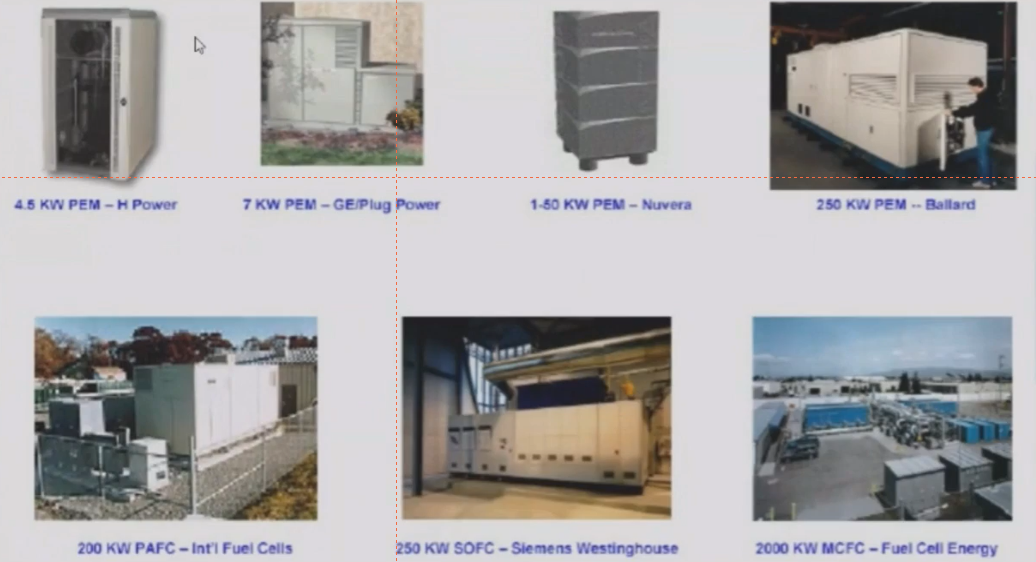 4.5 KW PEM – H Power
7 KW PEM – GE/Plug Power
1-50 KW PEM – Nuvera
250 KW PEM -- Ballard
200 KW PAFC – Int'l Fuel Cells
250 KW SOFC – Siemens Westinghouse
2000 KW MCFC – Fuel Cell Energy